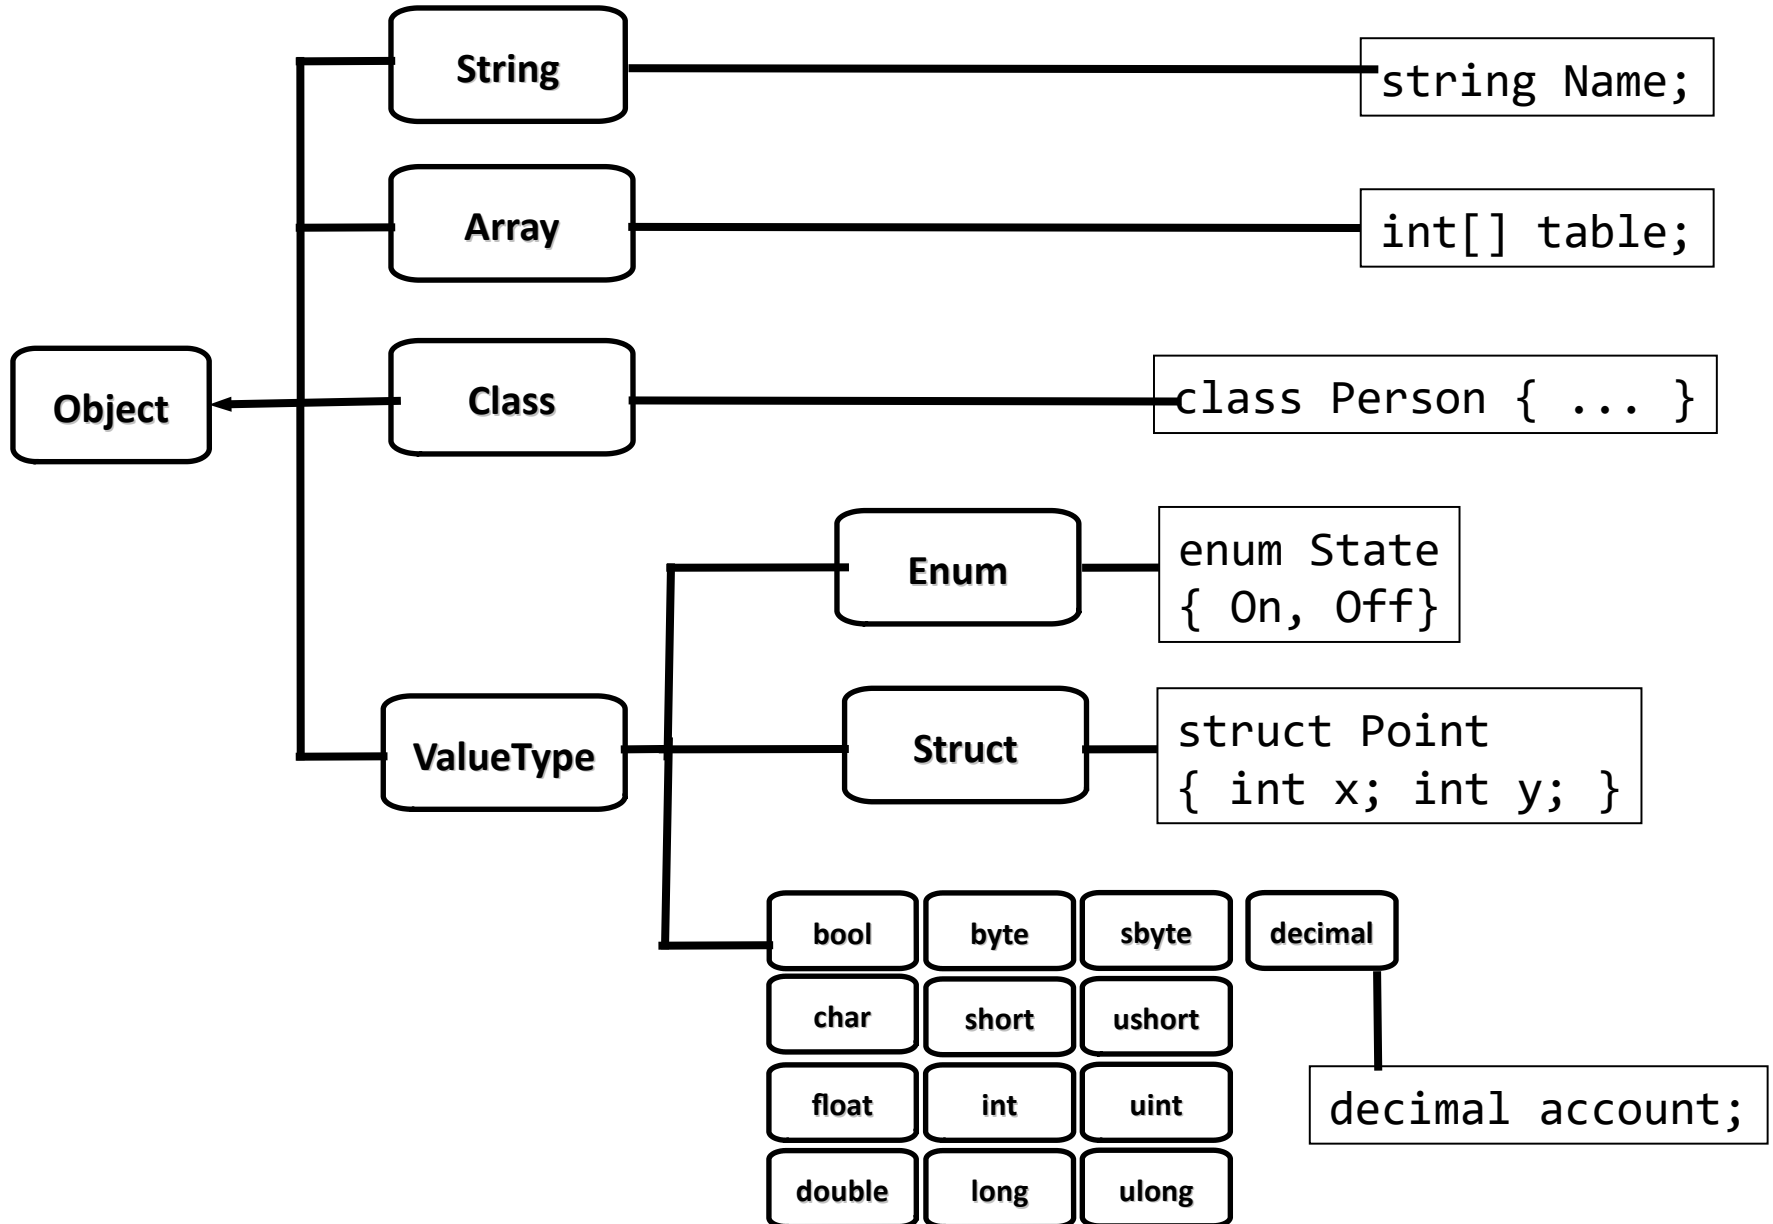 String
string Name;
Array
int[] table;
Object
Class
class Person { ... }
Enum
enum State
{ On, Off}
ValueType
Struct
struct Point
{ int x; int y; }
bool byte sbyte decimal
char short ushort
float int uint
decimal account;
double long ulong